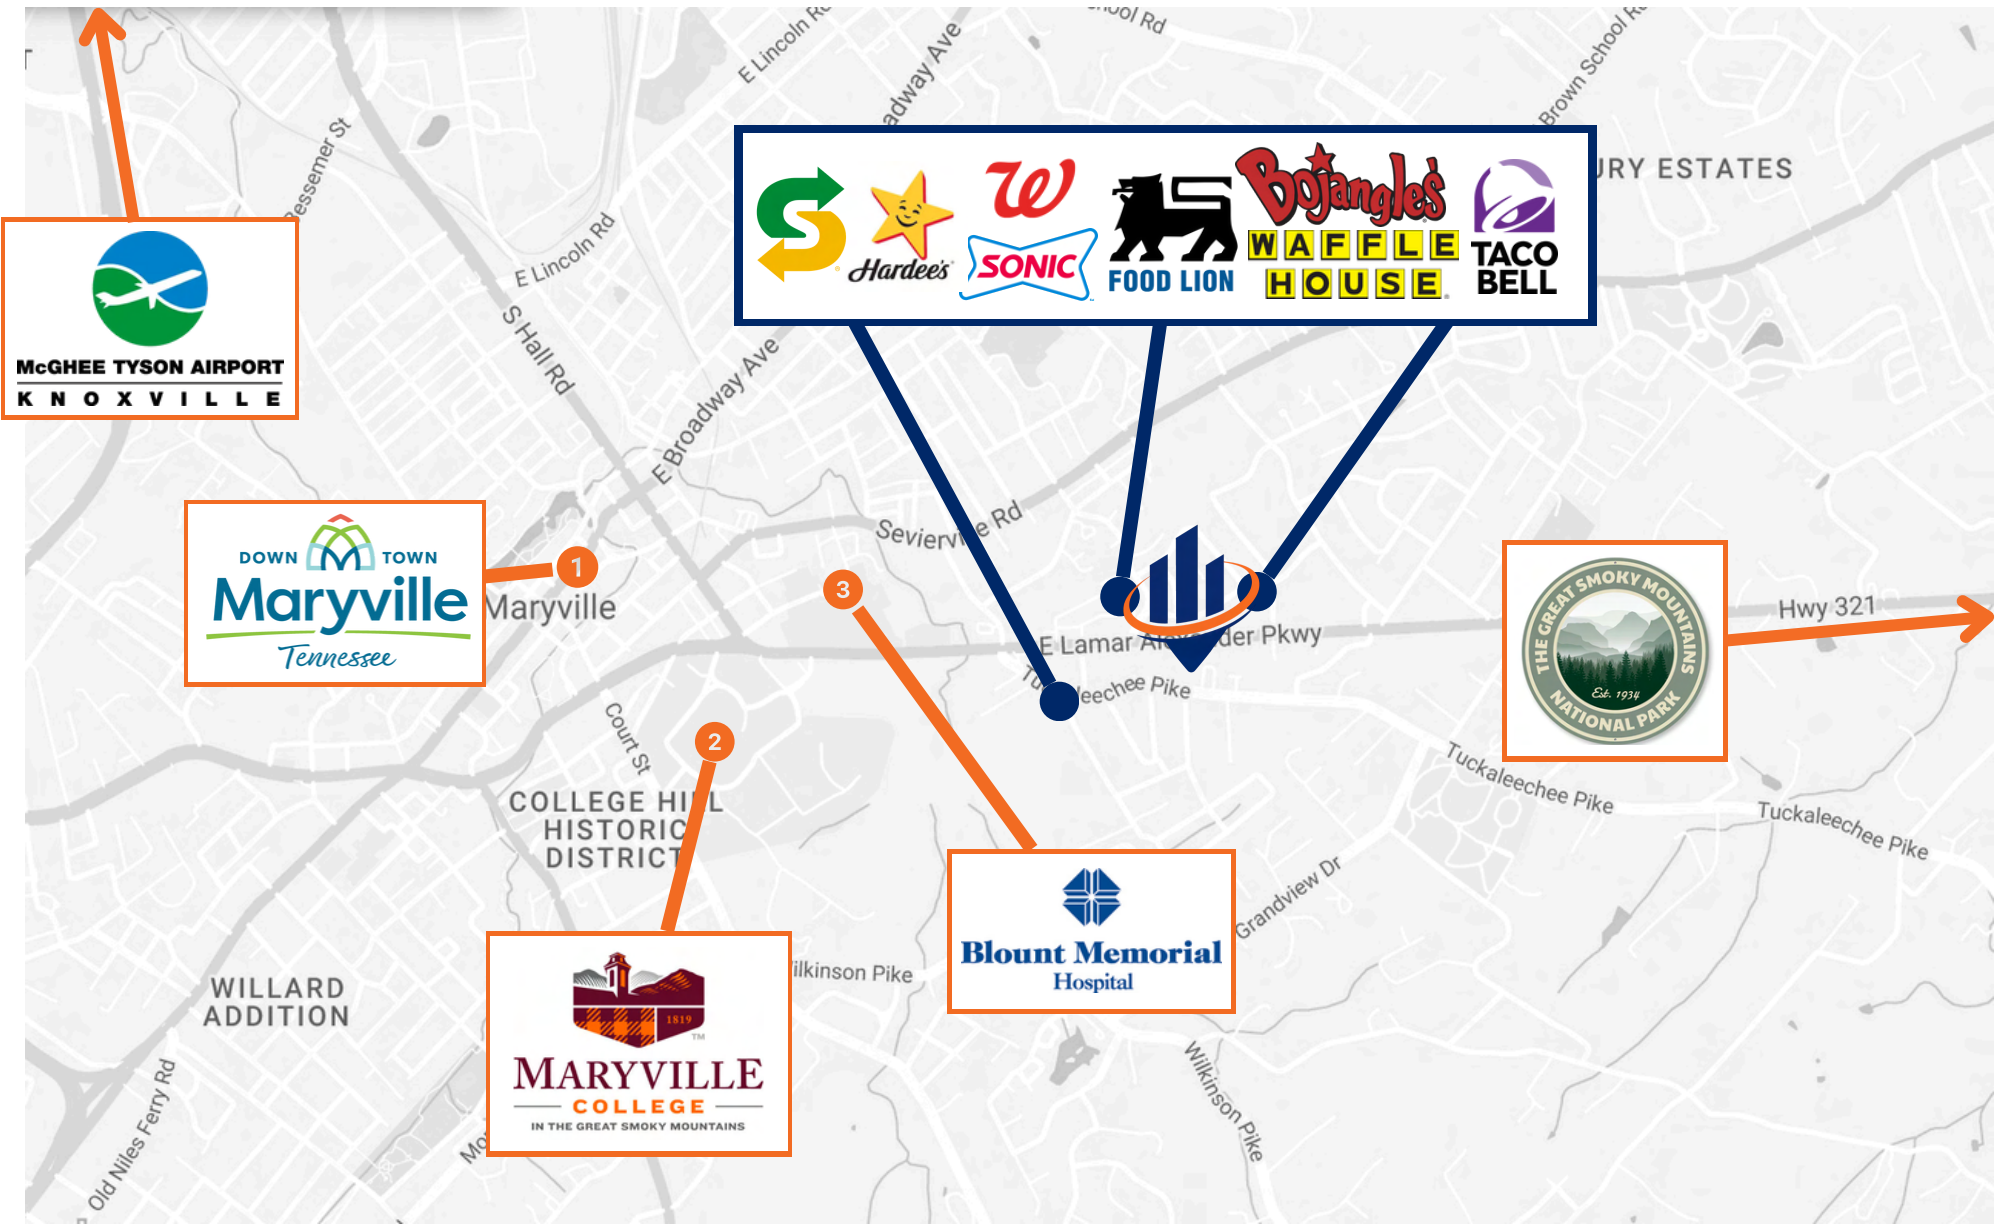 E Lincoln Rd
adway Ave
ool Rd
Brown School R
Bessemer St
URY ESTATES
W
Bojangles
WAFFLE
HOUSE
Hardee's
SONIC
FOOD LION
TACO
BELL
E Lincoln Rd
McGHEE TYSON AIRPORT
KNOXVILLE
S Hall Rd
E Broadway Ave
Sevierville Rd
DOWN TOWN
Maryville
Tennessee
1
Maryville
3
E Lamar Alexander Pkwy
Hwy 321
THE GREAT SMOKY MOUNTAINS
Est. 1934
NATIONAL PARK
Tuckaleechee Pike
2
Court St
Tuckaleechee Pike
Tuckaleechee Pike
COLLEGE HILL
HISTORIC
DISTRICT
Grandview Dr
Blount Memorial
Hospital
ilkinson Pike
WILLARD
ADDITION
1819
TM
MARYVILLE
COLLEGE
IN THE GREAT SMOKY MOUNTAINS
Wilkinson Pike
Old Niles Ferry Rd
Mo